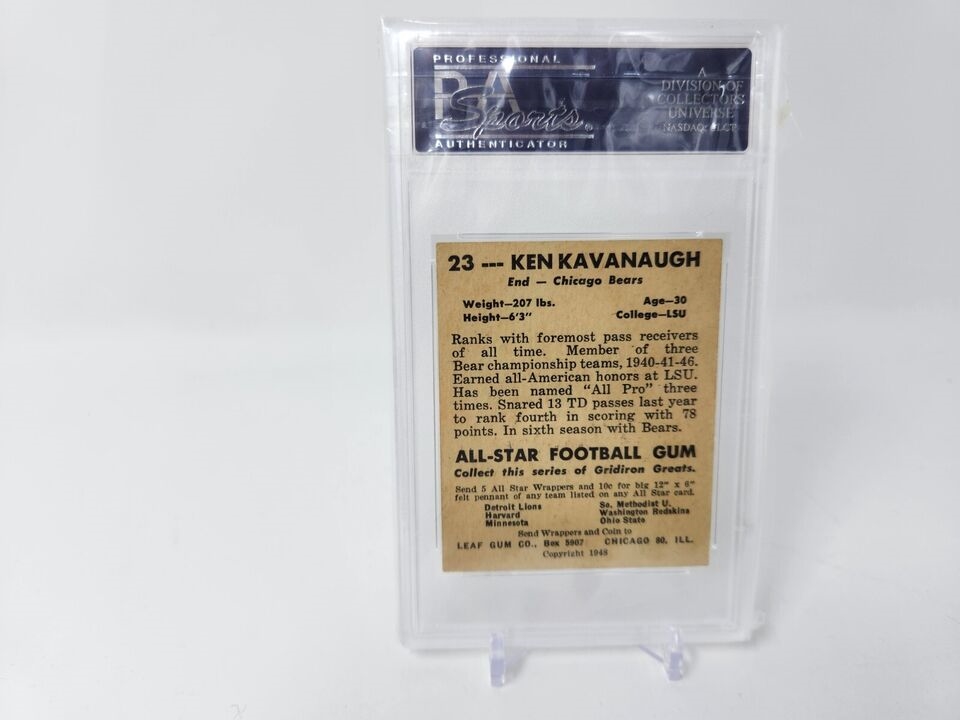 PROFESSIONAL
PSA
Sports®
AUTHENTICATOR
A
DIVISION OF
COLLECTORS
UNIVERSE
NASDAQ: CLCT
23 --- KEN KAVANAUGH
End — Chicago Bears
Weight—207 lbs. Age—30
Height—6'3" College—LSU
Ranks with foremost pass receivers
of all time. Member of three
Bear championship teams, 1940-41-46.
Earned all-American honors at LSU.
Has been named "All Pro" three
times. Snared 13 TD passes last year
to rank fourth in scoring with 78
points. In sixth season with Bears.
ALL-STAR FOOTBALL GUM
Collect this series of Gridiron Greats.
Send 5 All Star Wrappers and 10c for big 12" x 6"
felt pennant of any team listed on any All Star card.
Detroit Lions So. Methodist U.
Harvard Washington Redskins
Minnesota Ohio State
Send Wrappers and Coin to
LEAF GUM CO., Box 5907 CHICAGO 80, ILL.
Copyright 1948